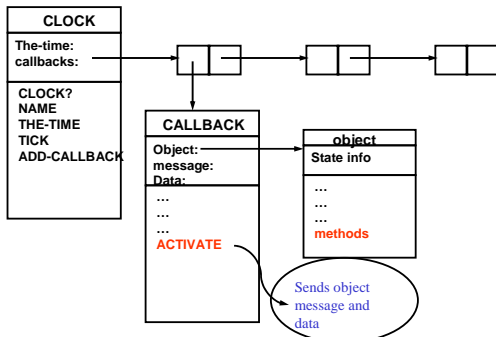 CLOCK
The-time:
callbacks:
CLOCK?
NAME
THE-TIME
TICK
ADD-CALLBACK
CALLBACK
Object:
message:
Data:
...
...
...
ACTIVATE
object
State info
...
...
...
methods
Sends object
message and
data